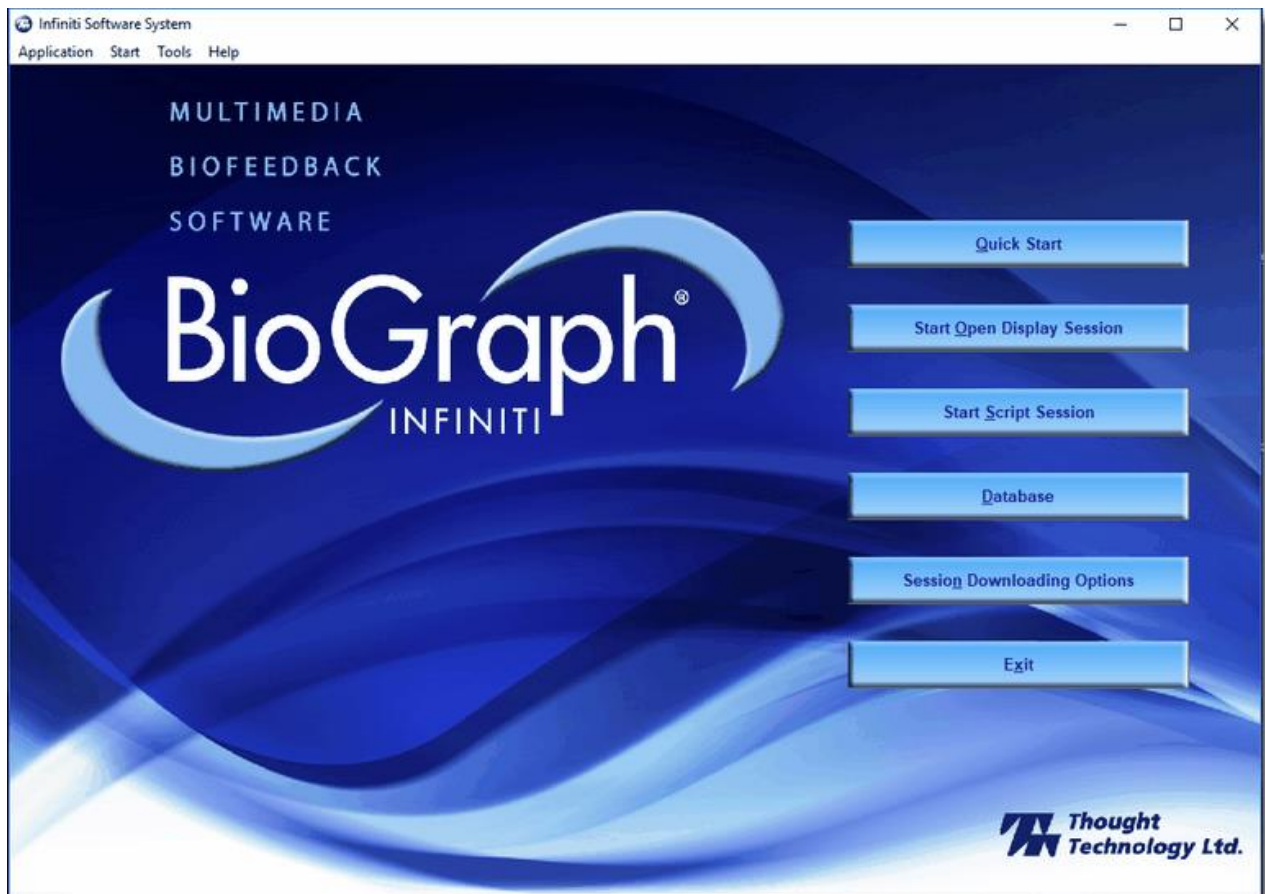 Infiniti Software System
Application Start Tools Help
MULTIMEDIA
BIOFEEDBACK
SOFTWARE
BioGraph®
INFINITI
Quick Start
Start Open Display Session
Start Script Session
Database
Session Downloading Options
Exit
Thought
Technology Ltd.